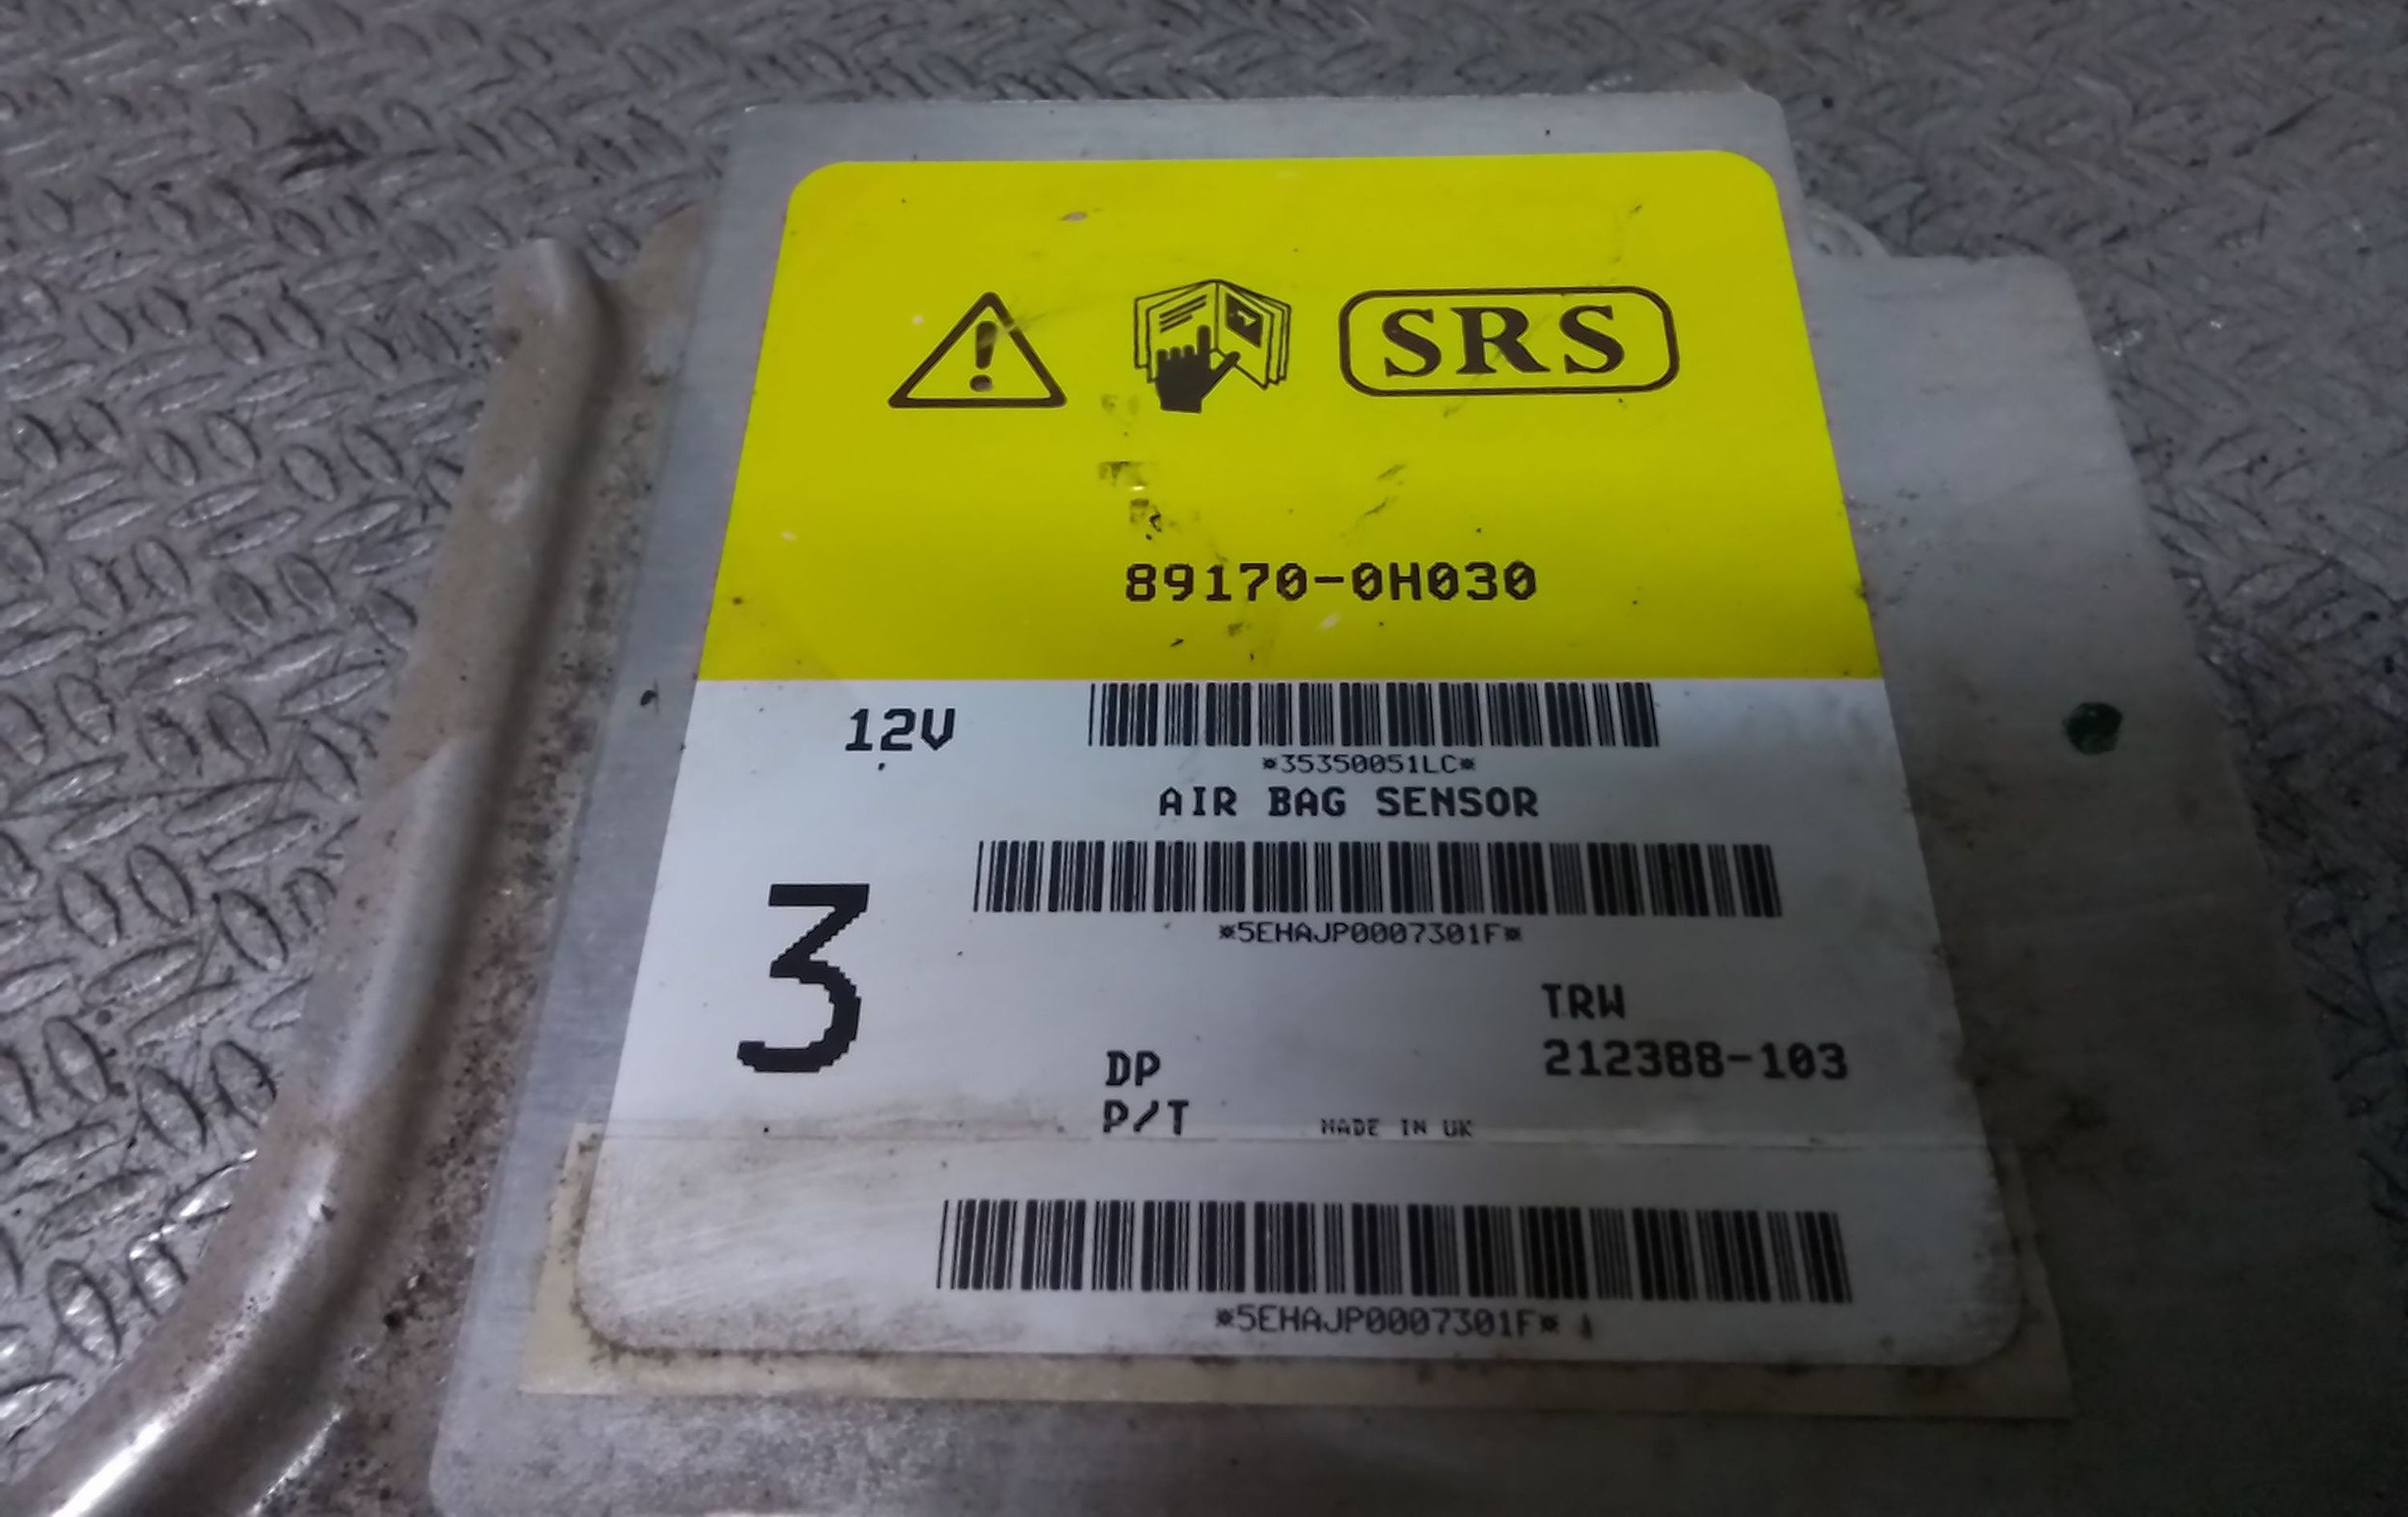 SRS
89170-0H030
12V
*35350051LC*
AIR BAG SENSOR
3
*5EHAJP0007301F*
TRW
DP
212388-103
P/T
MADE IN UK
*5EHAJP0007301F*